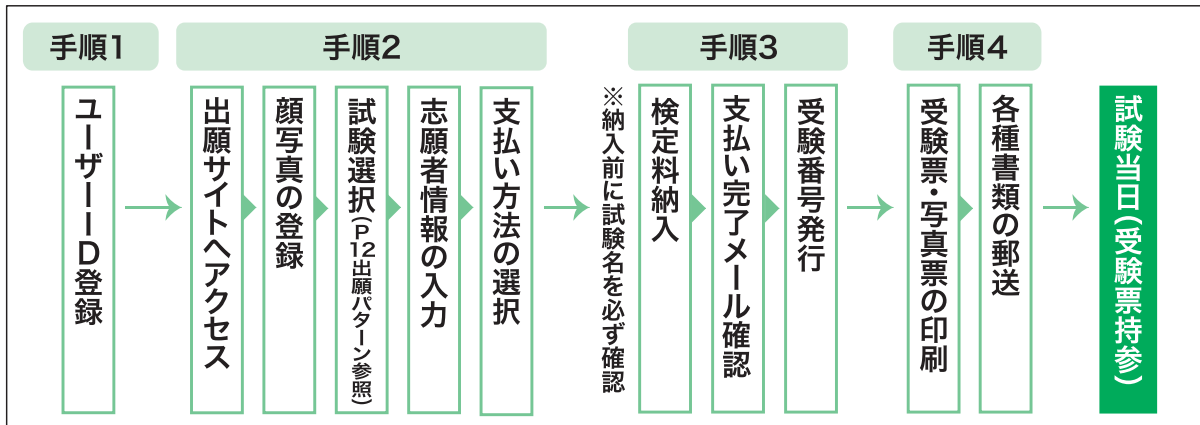 手順1
ユーザーID登録
手順2
出願サイトへアクセス
顔写真の登録
試験選択(P12出願パターン参照)
志願者情報の入力
支払い方法の選択
手順3
※納入前に試験名を必ず確認
検定料納入
支払い完了メール確認
受験番号発行
手順4
受験票・写真票の印刷
各種書類の郵送
試験当日(受験票持参)